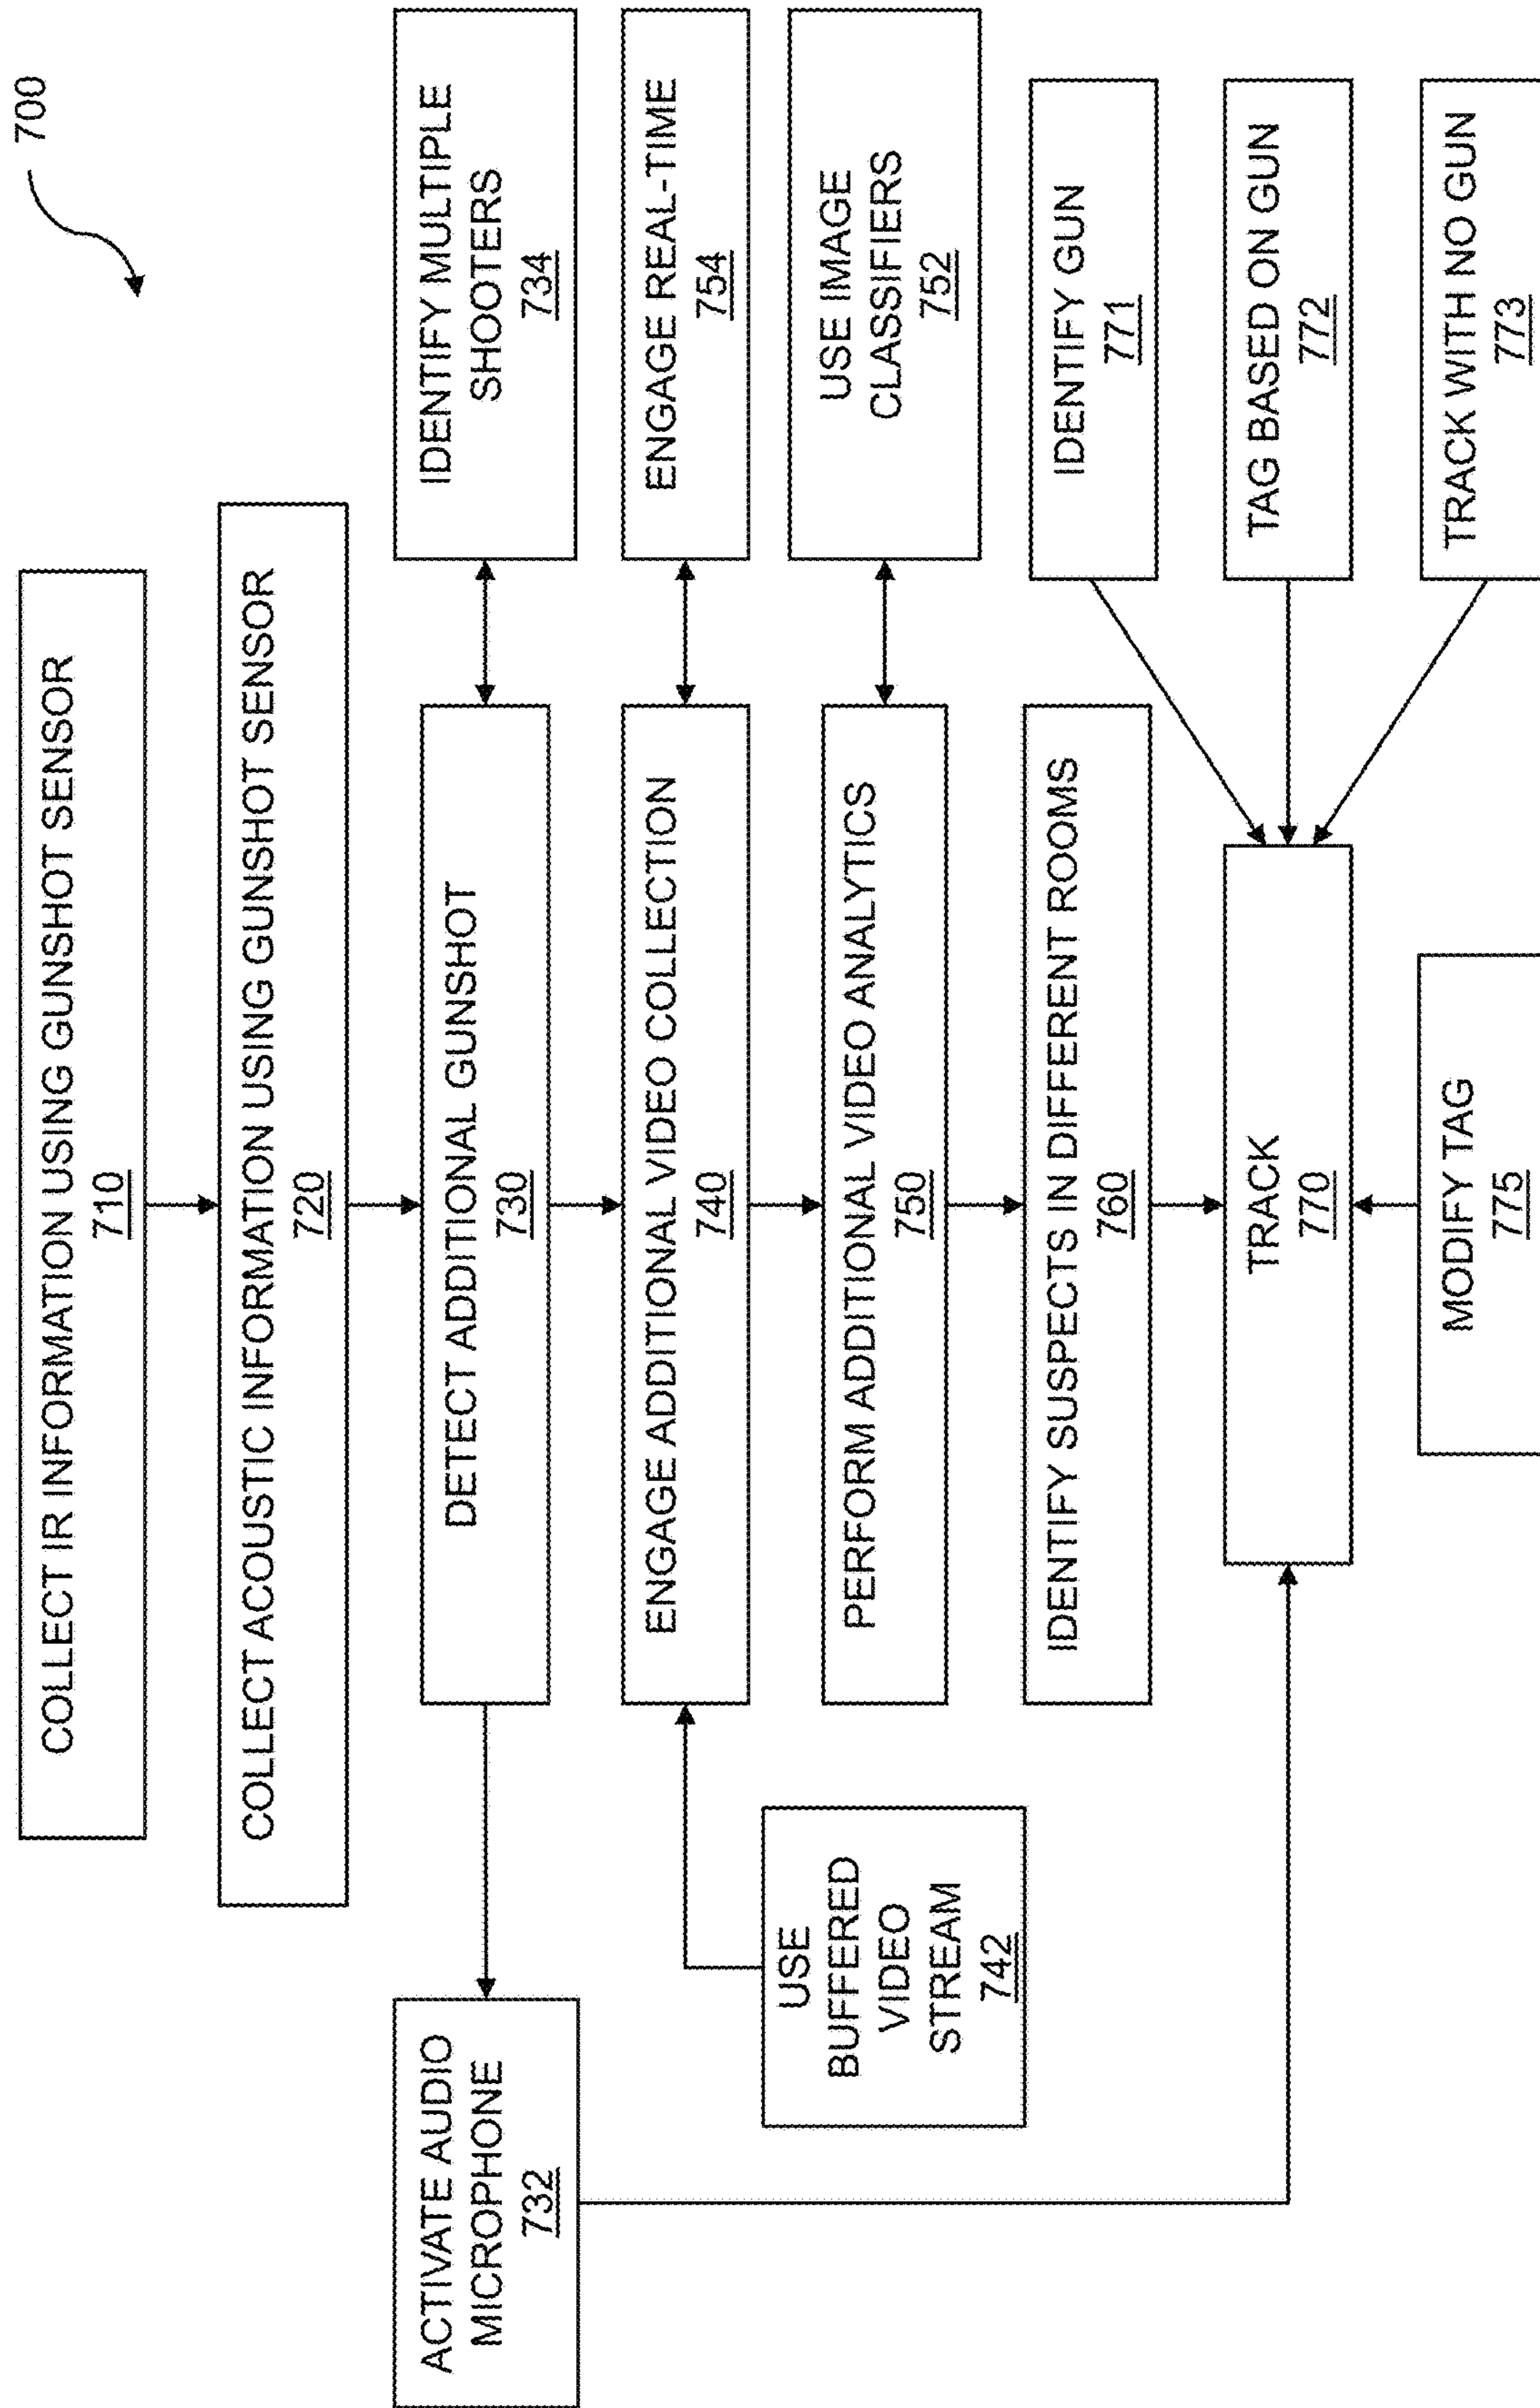 700
COLLECT IR INFORMATION USING GUNSHOT SENSOR
710
COLLECT ACOUSTIC INFORMATION USING GUNSHOT SENSOR
720
ACTIVATE AUDIO
MICROPHONE
732
DETECT ADDITIONAL GUNSHOT
730
IDENTIFY MULTIPLE
SHOOTERS
734
ENGAGE ADDITIONAL VIDEO COLLECTION
740
ENGAGE REAL-TIME
754
USE
BUFFERED
VIDEO
STREAM
742
PERFORM ADDITIONAL VIDEO ANALYTICS
750
USE IMAGE
CLASSIFIERS
752
IDENTIFY SUSPECTS IN DIFFERENT ROOMS
760
IDENTIFY GUN
771
TRACK
770
TAG BASED ON GUN
772
MODIFY TAG
775
TRACK WITH NO GUN
773